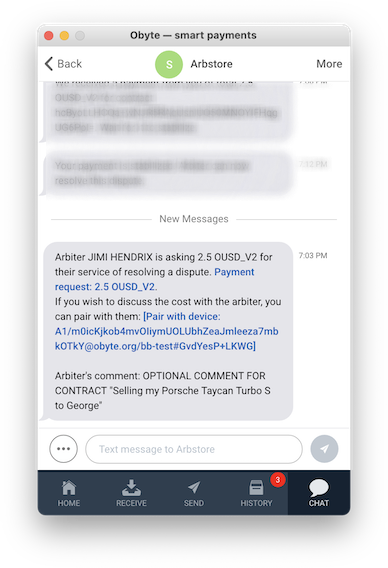 Obyte — smart payments
Back
S
Arbstore
More
New Messages
Arbiter JIMI HENDRIX is asking 2.5 OUSD_V2 for
7:03 PM
their service of resolving a dispute. Payment
request: 2.5 OUSD_V2.
If you wish to discuss the cost with the arbiter, you
can pair with them: [Pair with device:
A1/m0icKjkob4mvOIiymUOLUbhZeaJmIeeza7mb
kOTkY@obyte.org/bb-test#GvdYesP+LKWG]
Arbiter's comment: OPTIONAL COMMENT FOR
CONTRACT "Selling my Porsche Taycan Turbo S
to George"
Text message to Arbstore
3
HOME
RECEIVE
SEND
HISTORY
CHAT